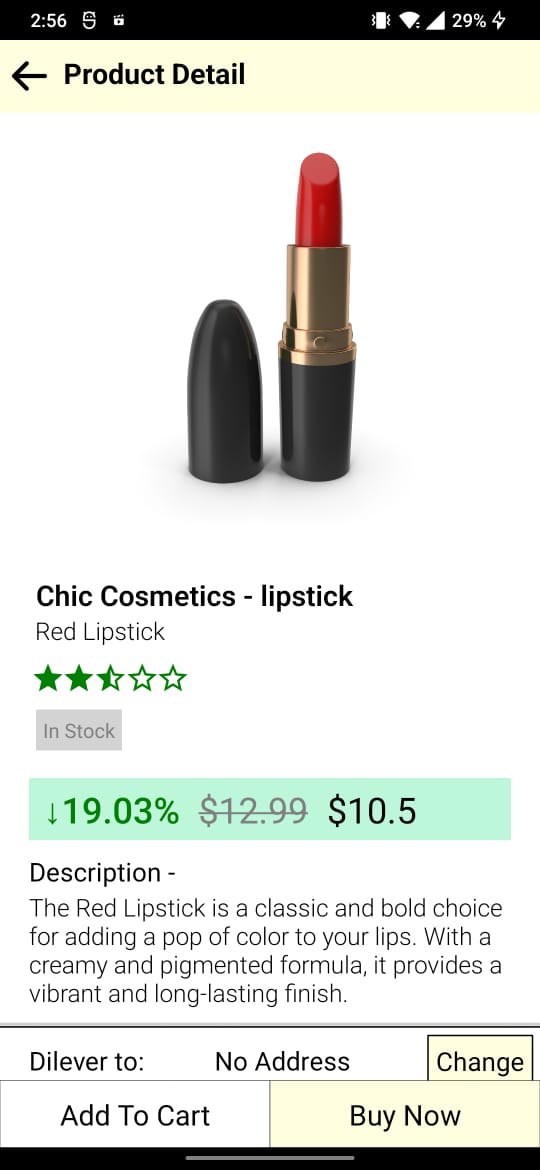 2:56 29%
Product Detail
Chic Cosmetics - lipstick
Red Lipstick
In Stock
↓19.03% $12.99 $10.5
Description -
The Red Lipstick is a classic and bold choice
for adding a pop of color to your lips. With a
creamy and pigmented formula, it provides a
vibrant and long-lasting finish.
Dilever to: No Address Change
Add To Cart Buy Now